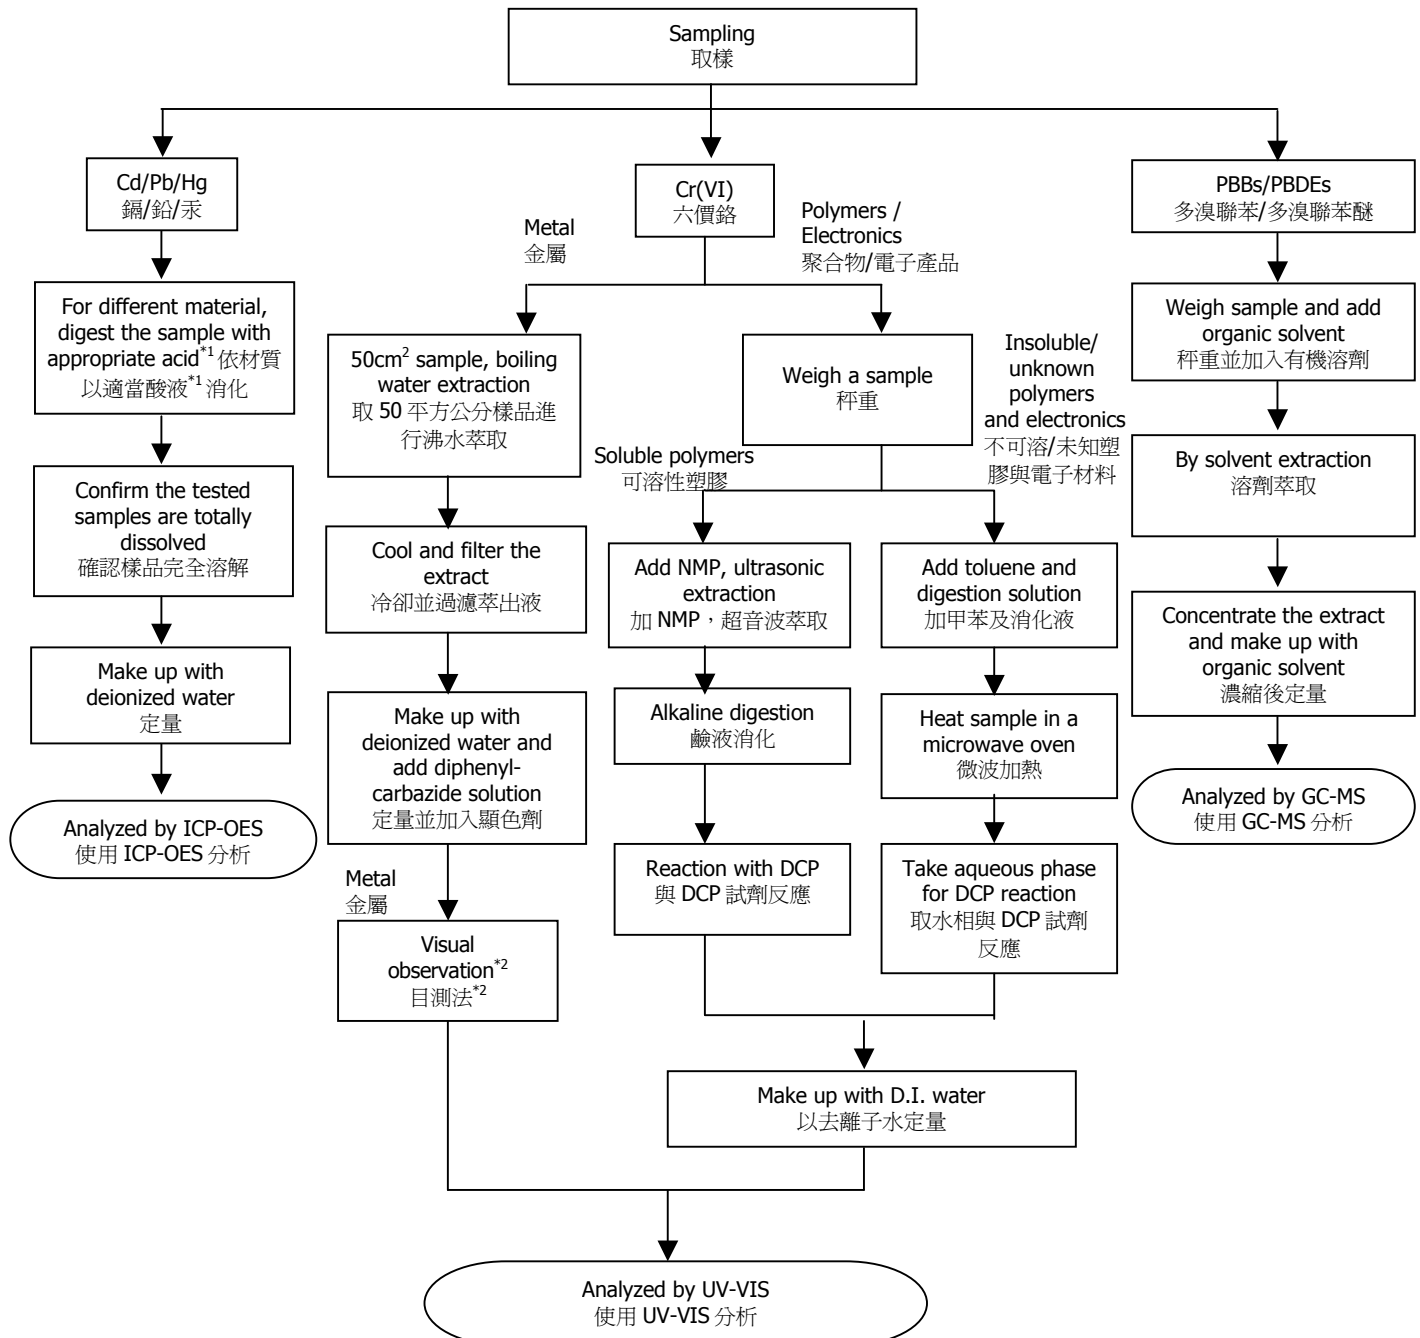 Sampling
取樣
Cd/Pb/Hg
鎘/鉛/汞
Cr(VI)
六價鉻
PBBs/PBDEs
多溴聯苯/多溴聯苯醚
Metal
金屬
Polymers /
Electronics
聚合物/電子產品
For different material,
digest the sample with
appropriate acid*1 依材質
以適當酸液*1 消化
50cm2 sample, boiling
water extraction
取 50 平方公分樣品進
行沸水萃取
Weigh a sample
秤重
Insoluble/
unknown
polymers
and electronics
不可溶/未知塑
膠與電子材料
Weigh sample and add
organic solvent
秤重並加入有機溶劑
Soluble polymers
可溶性塑膠
Confirm the tested
samples are totally
dissolved
確認樣品完全溶解
Cool and filter the
extract
冷卻並過濾萃出液
Add NMP, ultrasonic
extraction
加 NMP，超音波萃取
Add toluene and
digestion solution
加甲苯及消化液
By solvent extraction
溶劑萃取
Make up with
deionized water
定量
Make up with
deionized water and
add diphenyl-
carbazide solution
定量並加入顯色劑
Alkaline digestion
鹼液消化
Heat sample in a
microwave oven
微波加熱
Concentrate the extract
and make up with
organic solvent
濃縮後定量
Analyzed by ICP-OES
使用 ICP-OES 分析
Metal
金屬
Visual
observation*2
目測法*2
Reaction with DCP
與 DCP 試劑反應
Take aqueous phase
for DCP reaction
取水相與 DCP 試劑
反應
Analyzed by GC-MS
使用 GC-MS 分析
Make up with D.I. water
以去離子水定量
Analyzed by UV-VIS
使用 UV-VIS 分析